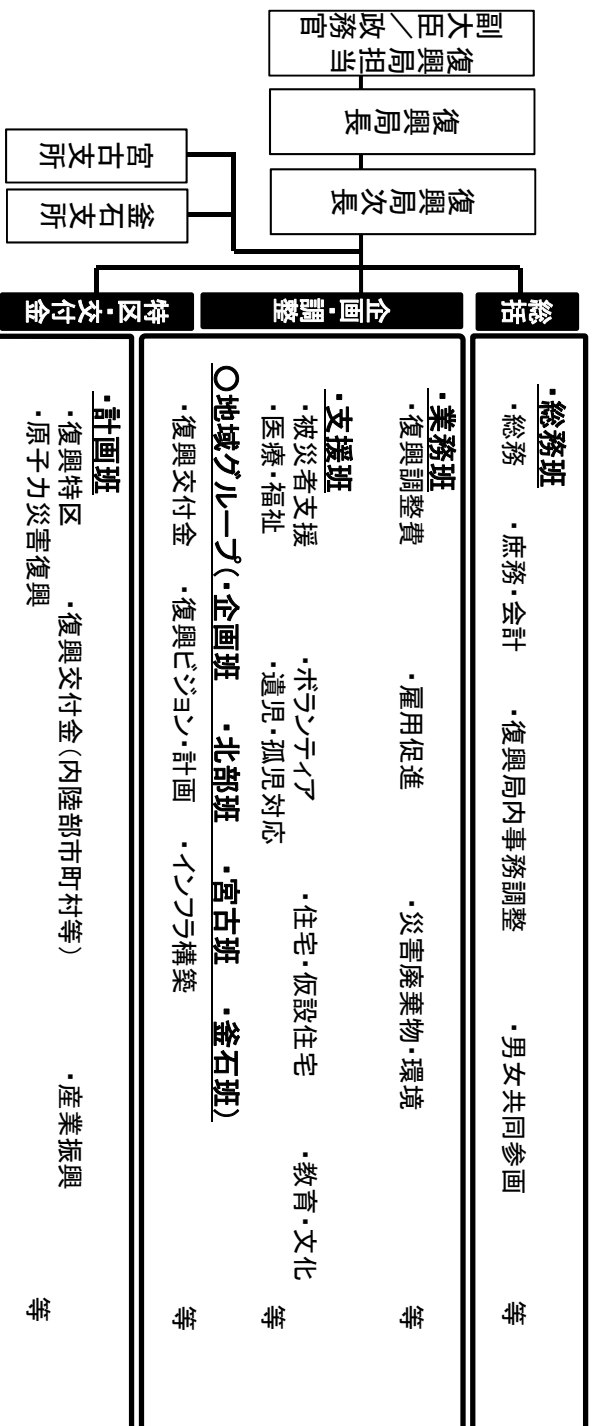 復興局担当
副大田／政務
官
復興局長
復興局次長
宮古支所
釜石支所
総括
・総務班
・総務　・庶務・会計　・復興局内事務調整　・男女共同参画　等
企画・調整
・業務班
・復興調整費　・雇用促進　・災害廃棄物・環境　等
・支援班
・被災者支援　・ボランティア　・住宅・仮設住宅　・教育・文化
・医療・福祉　・遺児・孤児対応　等
〇地域グループ（・企画班　・北部班　・宮古班　・釜石班）
・復興交付金　・復興ビジョン・計画　・インフラ構築　等
特区・交付金
・計画班
・復興特区　・復興交付金（内陸部市町村等）　・産業振興
・原子力災害復興　等